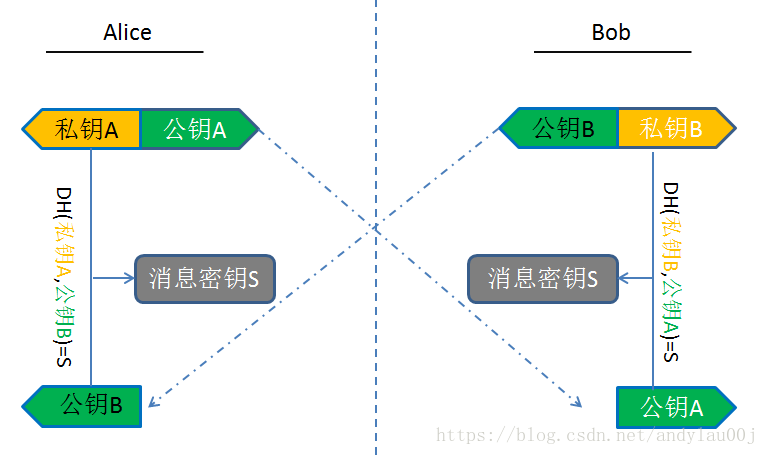 Alice
Bob
私钥A
公钥A
公钥B
私钥B
DH(私钥A,公钥B)=S
消息密钥S
消息密钥S
DH(私钥B,公钥A)=S
公钥B
公钥A
https://blog.csdn.net/andylau00j